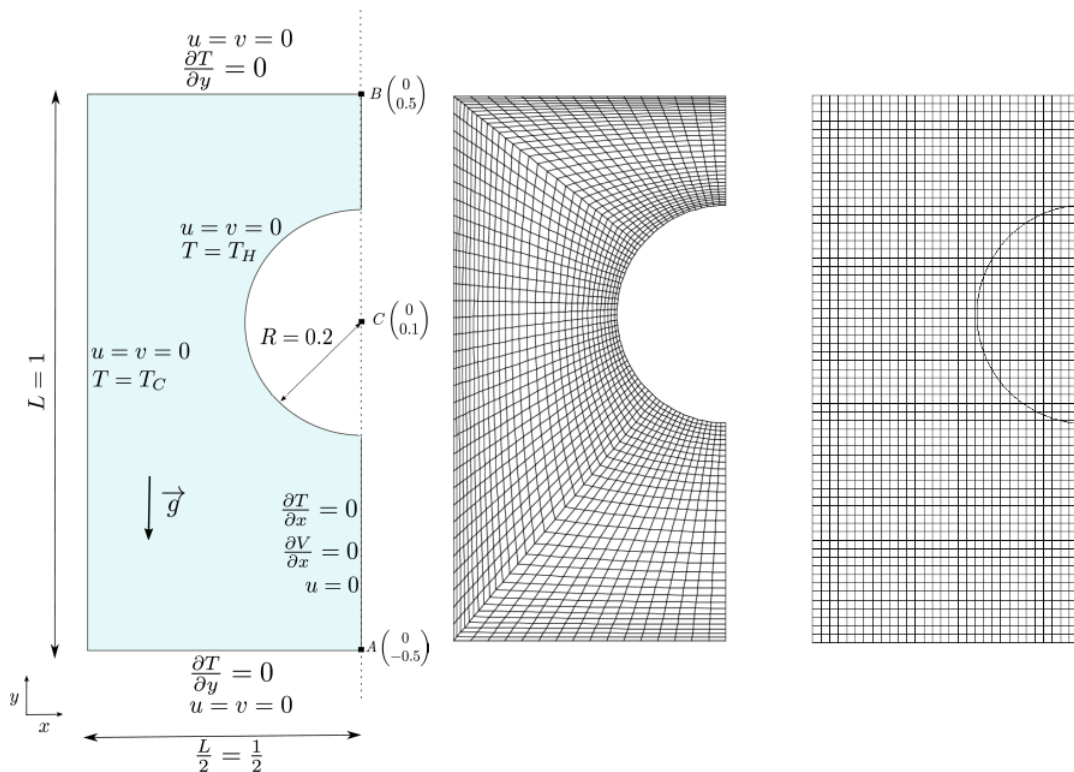 u = v = 0
∂T/∂y = 0
B (0 0.5)
u = v = 0
T = T_H
C (0 0.1)
R = 0.2
u = v = 0
T = T_C
L = 1
g
∂T/∂x = 0
∂V/∂x = 0
u = 0
A (0 −0.5)
∂T/∂y = 0
u = v = 0
y
x
L/2 = 1/2